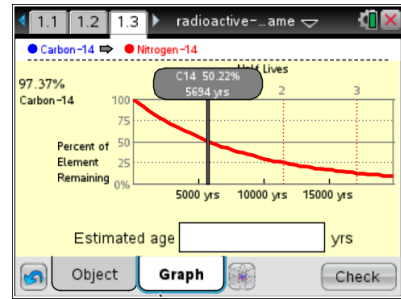 1.1 1.2 1.3 radioactive-...ame
Carbon-14 Nitrogen-14
Half Lives
97.37%
Carbon-14
C14 50.22%
5694 yrs
2 3
100
75
Percent of 50
Element 25
Remaining 0%
5000 yrs 10000 yrs 15000 yrs
Estimated age yrs
Object Graph Check